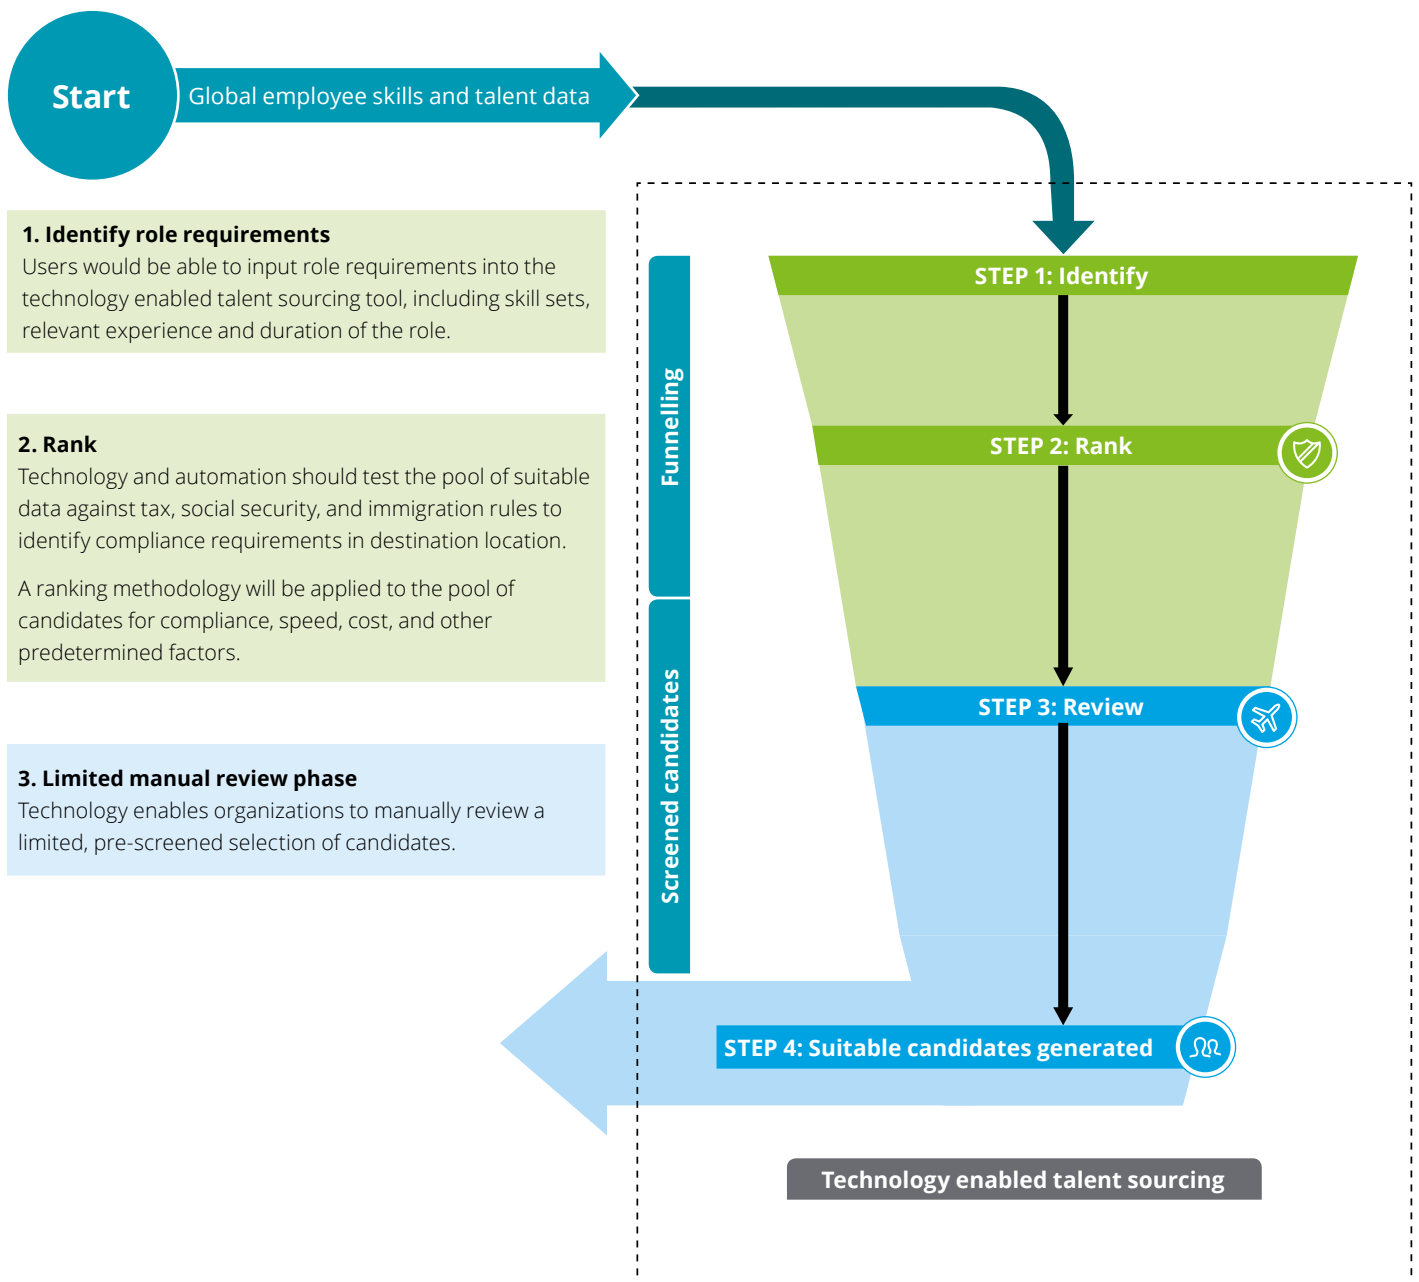 Start
Global employee skills and talent data
1. Identify role requirements
Users would be able to input role requirements into the
technology enabled talent sourcing tool, including skill sets,
relevant experience and duration of the role.
2. Rank
Technology and automation should test the pool of suitable
data against tax, social security, and immigration rules to
identify compliance requirements in destination location.
A ranking methodology will be applied to the pool of
candidates for compliance, speed, cost, and other
predetermined factors.
3. Limited manual review phase
Technology enables organizations to manually review a
limited, pre-screened selection of candidates.
Funnelling
Screened candidates
STEP 1: Identify
STEP 2: Rank
STEP 3: Review
STEP 4: Suitable candidates generated
Technology enabled talent sourcing